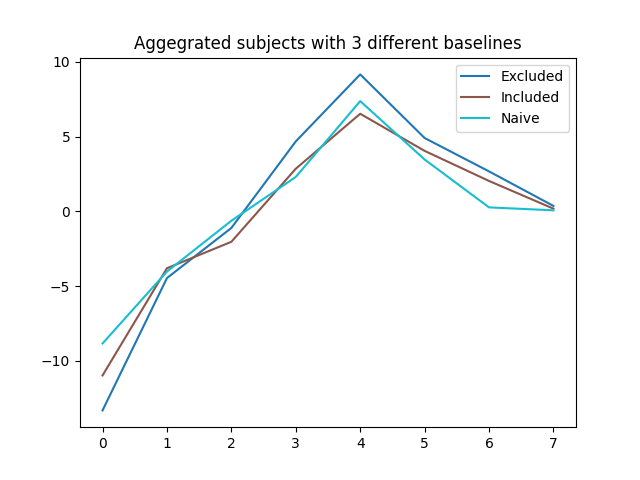 Aggegrated subjects with 3 different baselines
10
5
0
−5
−10
0 1 2 3 4 5 6 7
Excluded
Included
Naive